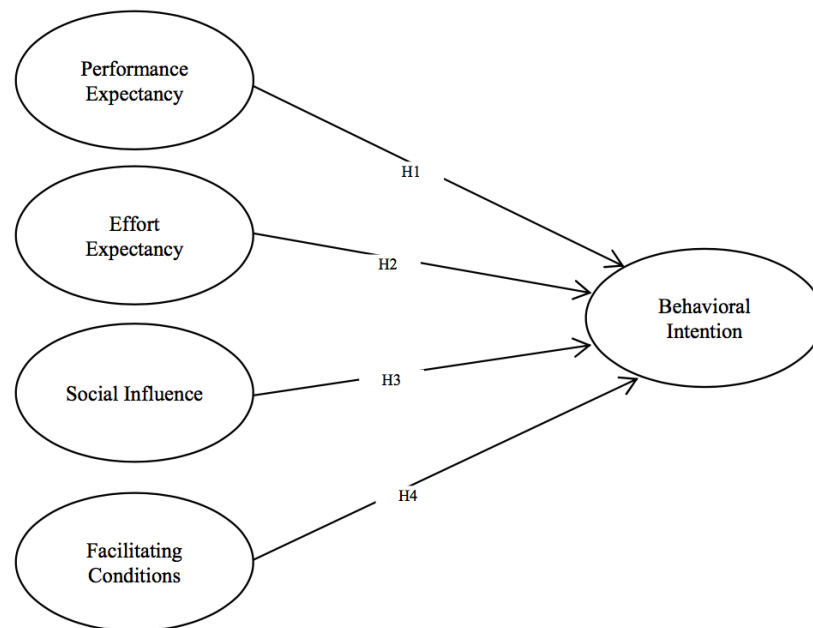 Performance
Expectancy
H1
Effort
Expectancy
H2
Behavioral
Intention
Social Influence
H3
H4
Facilitating
Conditions